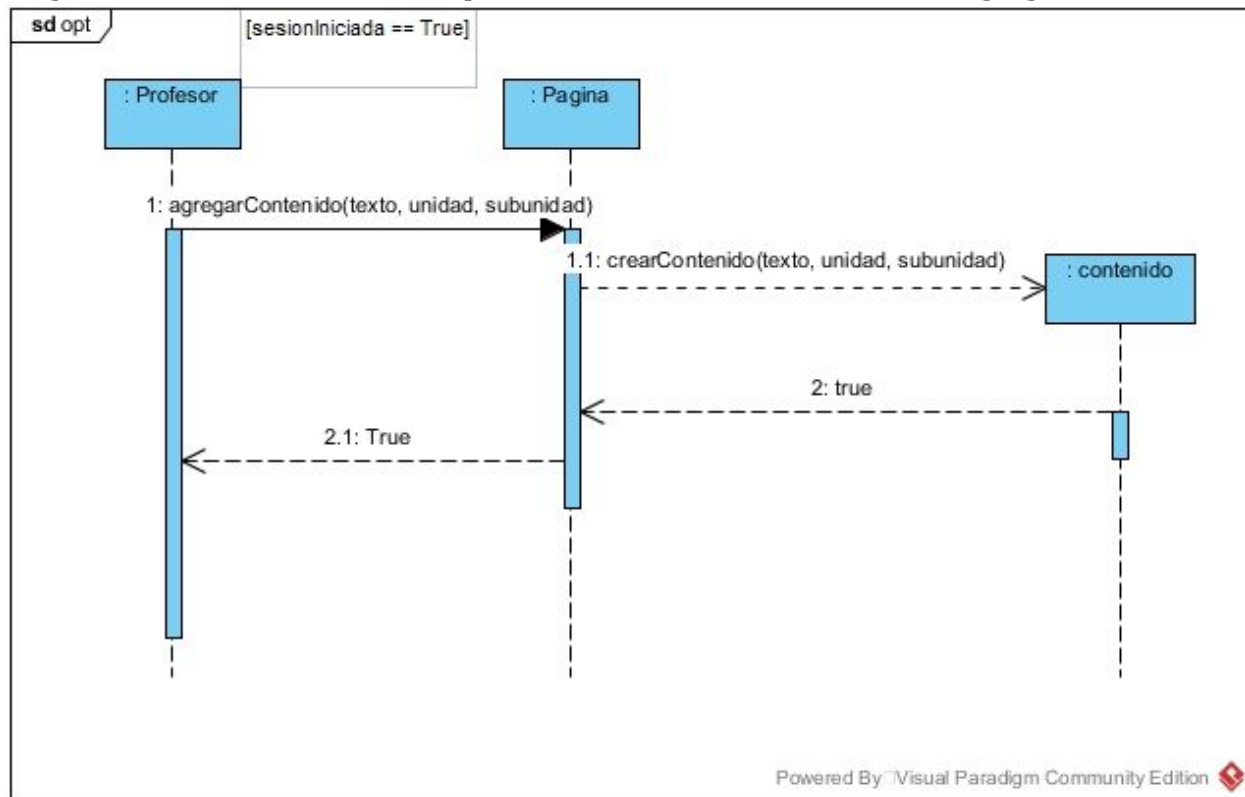 sd opt
[sesionIniciada == True]
: Profesor
: Pagina
1: agregarContenido(texto, unidad, subunidad)
1.1: crearContenido(texto, unidad, subunidad)
: contenido
2: true
2.1: True
Powered By Visual Paradigm Community Edition